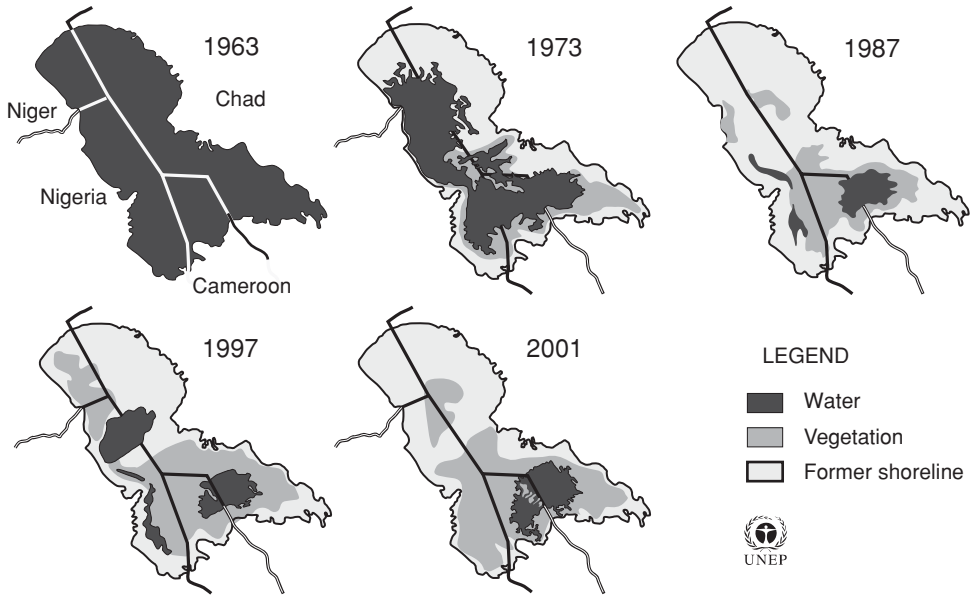 1963
Chad
Niger
Nigeria
Cameroon
1973
1987
1997
2001
LEGEND
Water
Vegetation
Former shoreline
UNEP